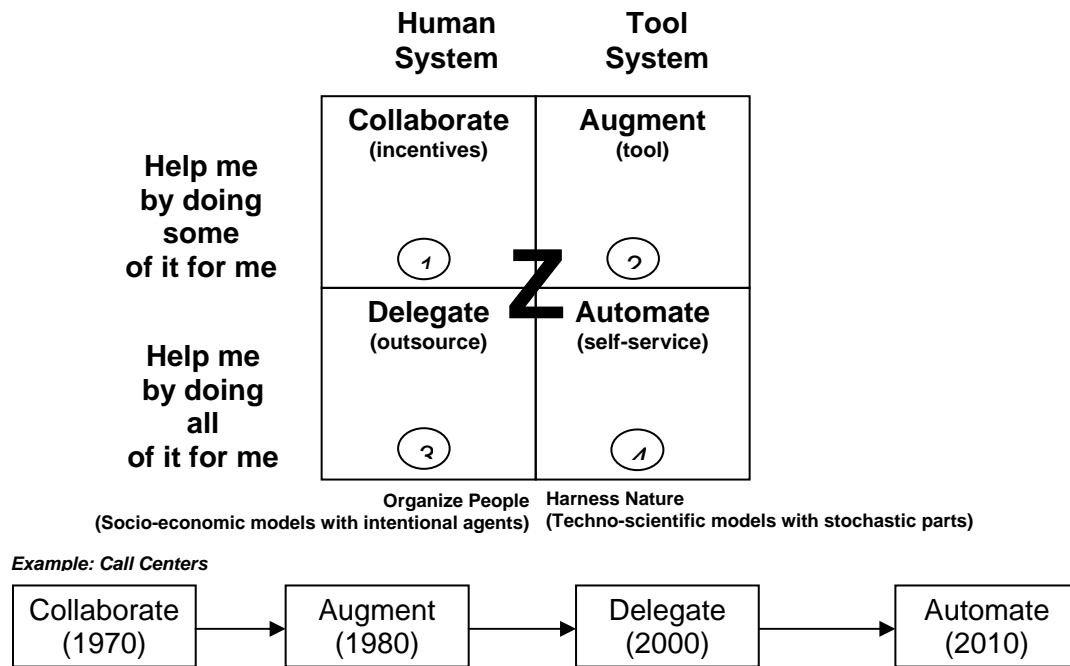 Human
System
Tool
System
Help me
by doing
some
of it for me
Collaborate
(incentives)
1
Augment
(tool)
2
Z
Help me
by doing
all
of it for me
Delegate
(outsource)
3
Automate
(self-service)
4
Organize People
(Socio-economic models with intentional agents)
Harness Nature
(Techno-scientific models with stochastic parts)
Example: Call Centers
Collaborate
(1970)
Augment
(1980)
Delegate
(2000)
Automate
(2010)